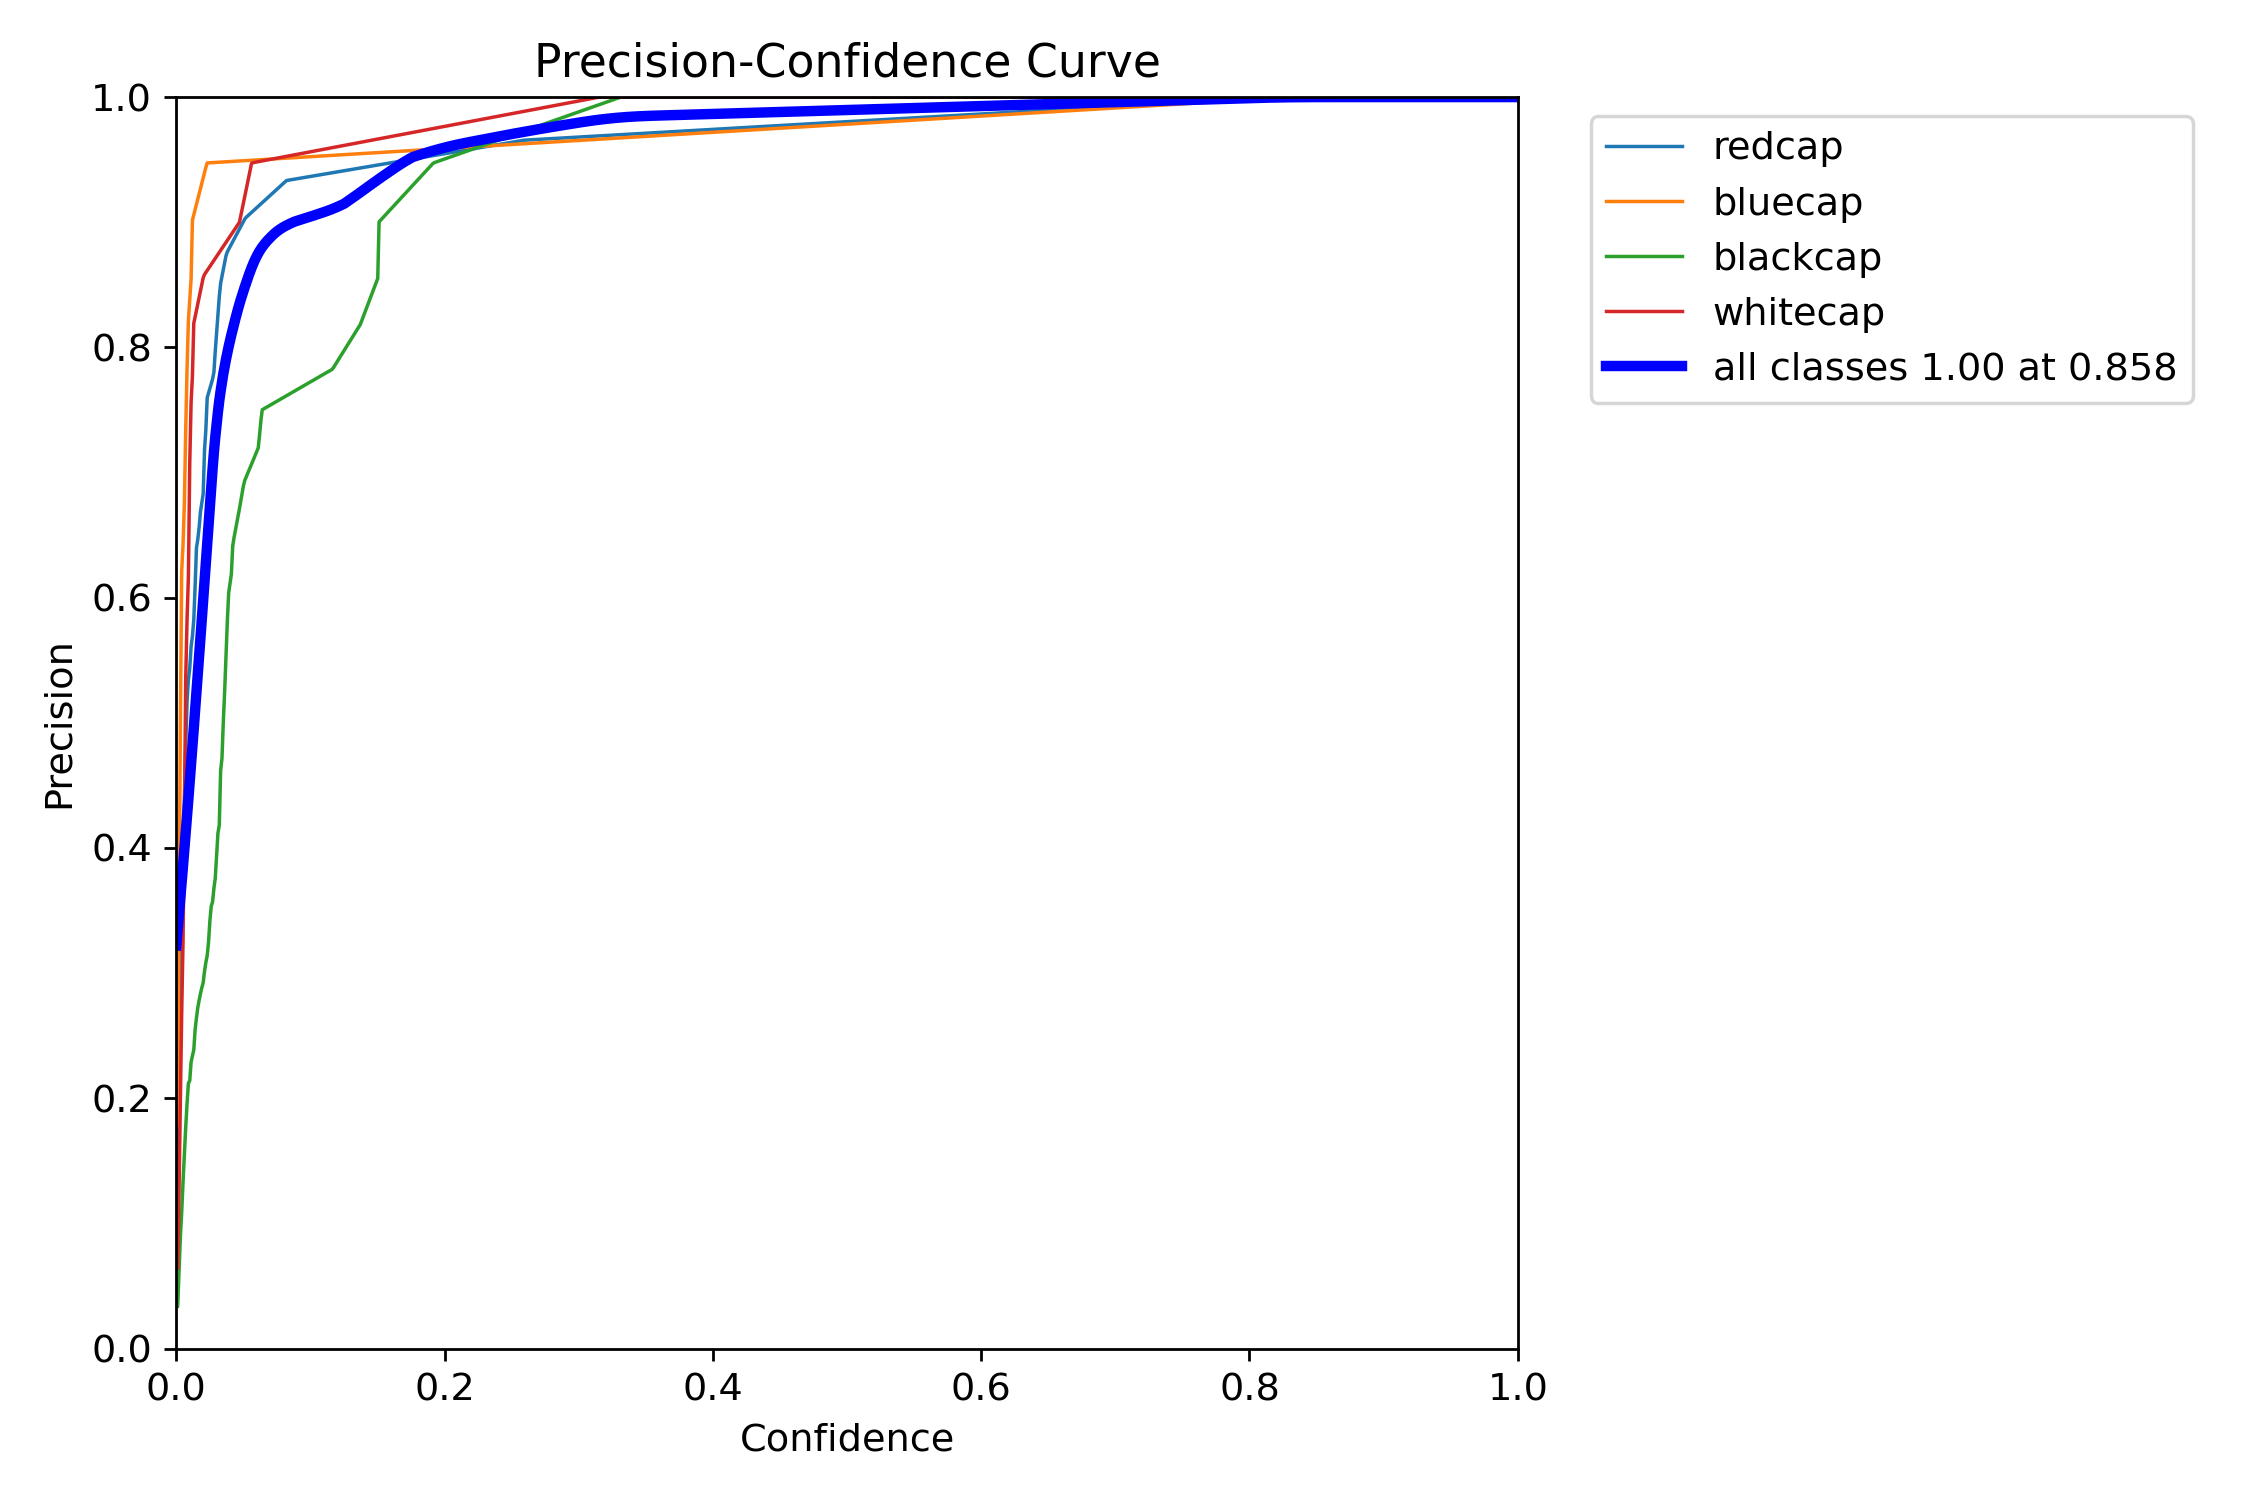 Precision-Confidence Curve
1.0
0.8
0.6
0.4
0.2
0.0
Precision
0.0 0.2 0.4 0.6 0.8 1.0
Confidence
redcap
bluecap
blackcap
whitecap
all classes 1.00 at 0.858